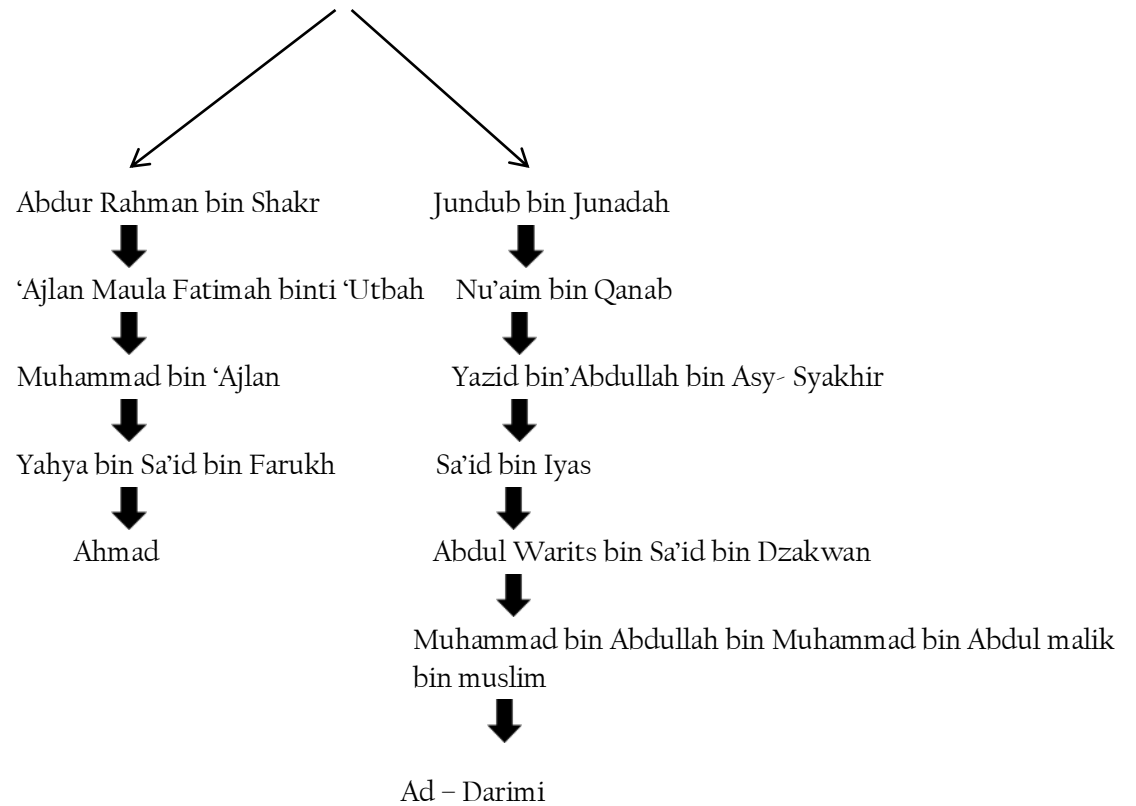 Abdur Rahman bin Shakr
Jundub bin Junadah
‘Ajlan Maula Fatimah binti ‘Utbah
Nu’aim bin Qanab
Muhammad bin ‘Ajlan
Yazid bin’Abdullah bin Asy- Syakhir
Yahya bin Sa’id bin Farukh
Sa’id bin Iyas
Ahmad
Abdul Warits bin Sa’id bin Dzakwan
Muhammad bin Abdullah bin Muhammad bin Abdul malik
bin muslim
Ad – Darimi